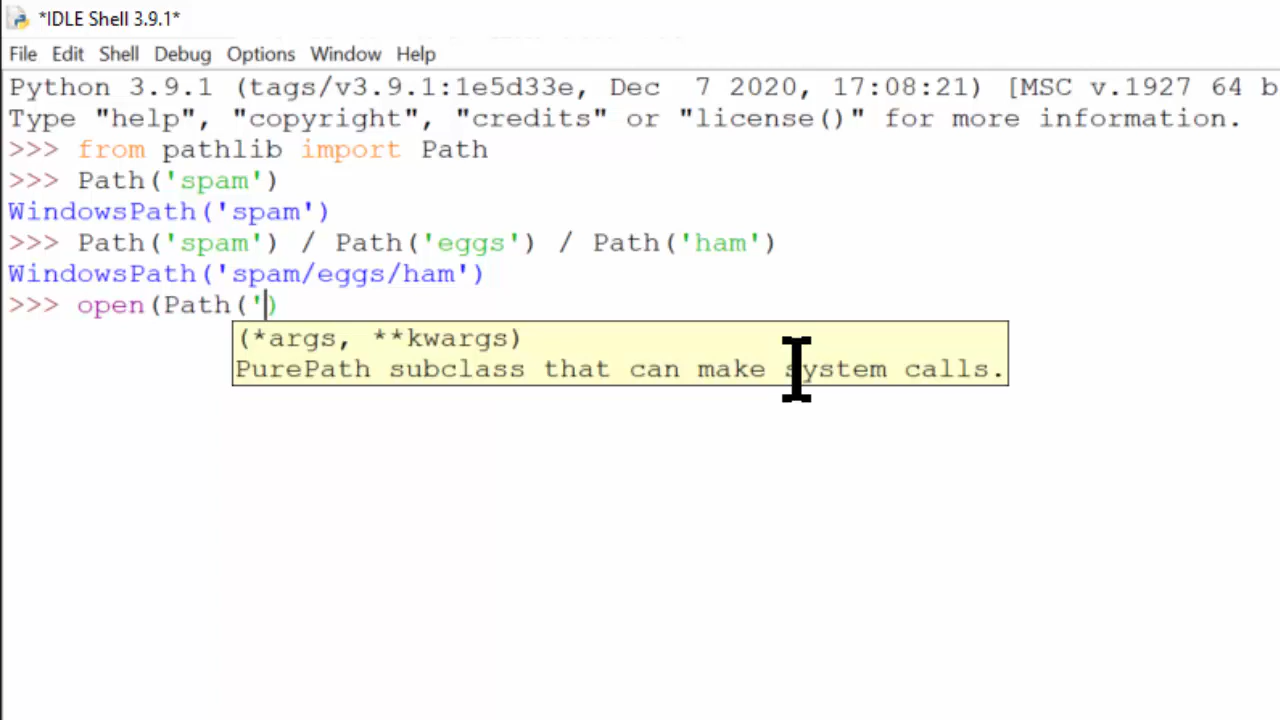 *IDLE Shell 3.9.1*
File Edit Shell Debug Options Window Help
Python 3.9.1 (tags/v3.9.1:1e5d33e, Dec  7 2020, 17:08:21) [MSC v.1927 64 b
Type "help", "copyright", "credits" or "license()" for more information.
>>> from pathlib import Path
>>> Path('spam')
WindowsPath('spam')
>>> Path('spam') / Path('eggs') / Path('ham')
WindowsPath('spam/eggs/ham')
>>> open(Path(')
(*args, **kwargs)
PurePath subclass that can make system calls.